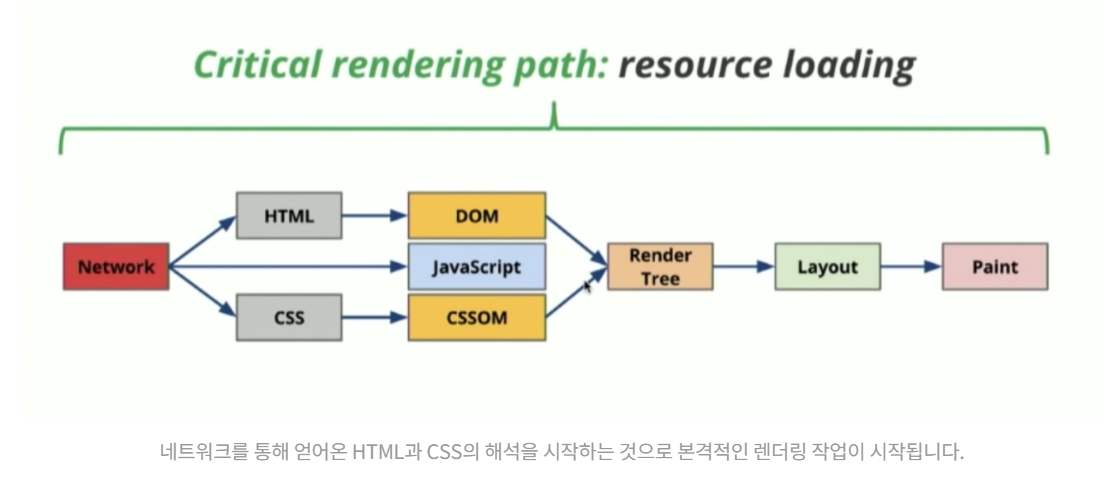 Critical rendering path: resource loading
HTML
DOM
Network
JavaScript
Render
Tree
Layout
Paint
CSS
CSSOM
네트워크를 통해 얻어온 HTML과 CSS의 해석을 시작하는 것으로 본격적인 렌더링 작업이 시작됩니다.